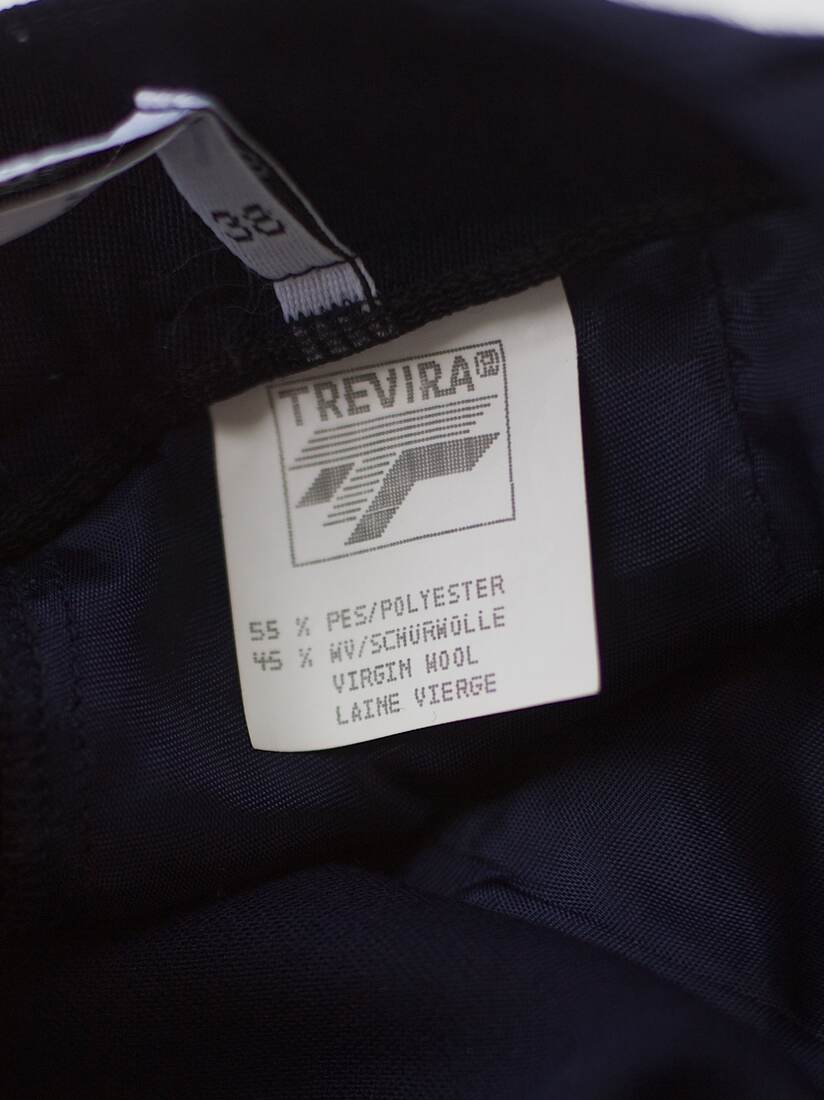 38
TREVIRA®
55 % PES/POLYESTER
45 % WV/SCHURWOLLE
VIRGIN WOOL
LAINE VIERGE